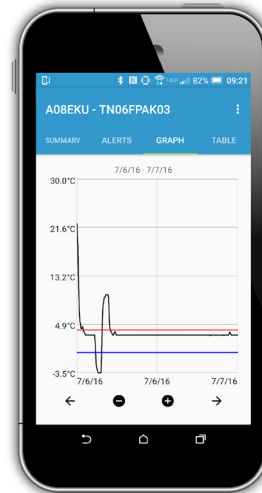 82% 09:21
A08EKU - TN06FPAK03
SUMMARY ALERTS GRAPH TABLE
7/6/16 - 7/7/16
30.0°C
21.6°C
13.2°C
4.9°C
-3.5°C
7/6/16 7/6/16 7/7/16